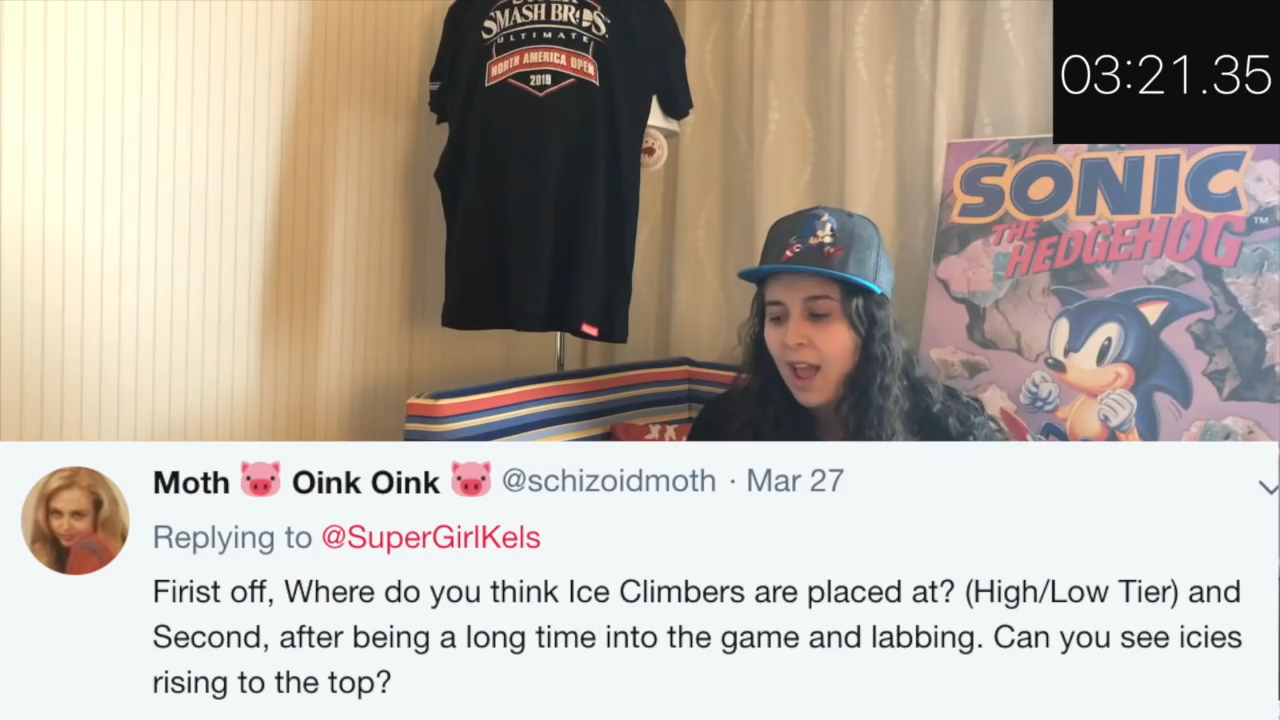 SMASH BROS.
ULTIMATE
NORTH AMERICA OPEN
2019
03:21.35
SONIC
THE
HEDGEHOG
TM
Moth 🐷 Oink Oink 🐷 @schizoidmoth · Mar 27
Replying to @SuperGirlKels
Firist off, Where do you think Ice Climbers are placed at? (High/Low Tier) and
Second, after being a long time into the game and labbing. Can you see icies
rising to the top?